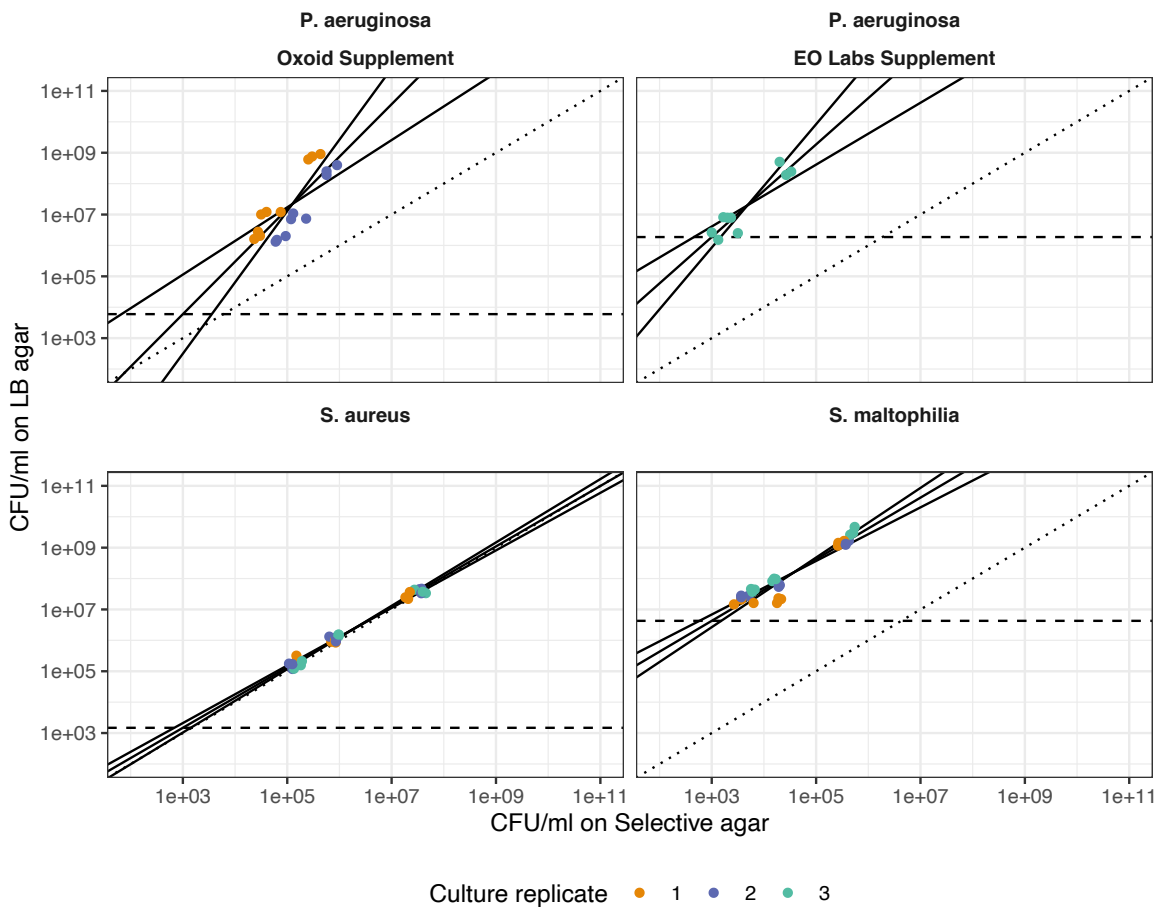 P. aeruginosa
Oxoid Supplement
P. aeruginosa
EO Labs Supplement
1e+11
1e+09
1e+07
1e+05
1e+03
S. aureus
S. maltophilia
1e+11
1e+09
1e+07
1e+05
1e+03
CFU/ml on LB agar
1e+03 1e+05 1e+07 1e+09 1e+11
1e+03 1e+05 1e+07 1e+09 1e+11
CFU/ml on Selective agar
Culture replicate 1 2 3